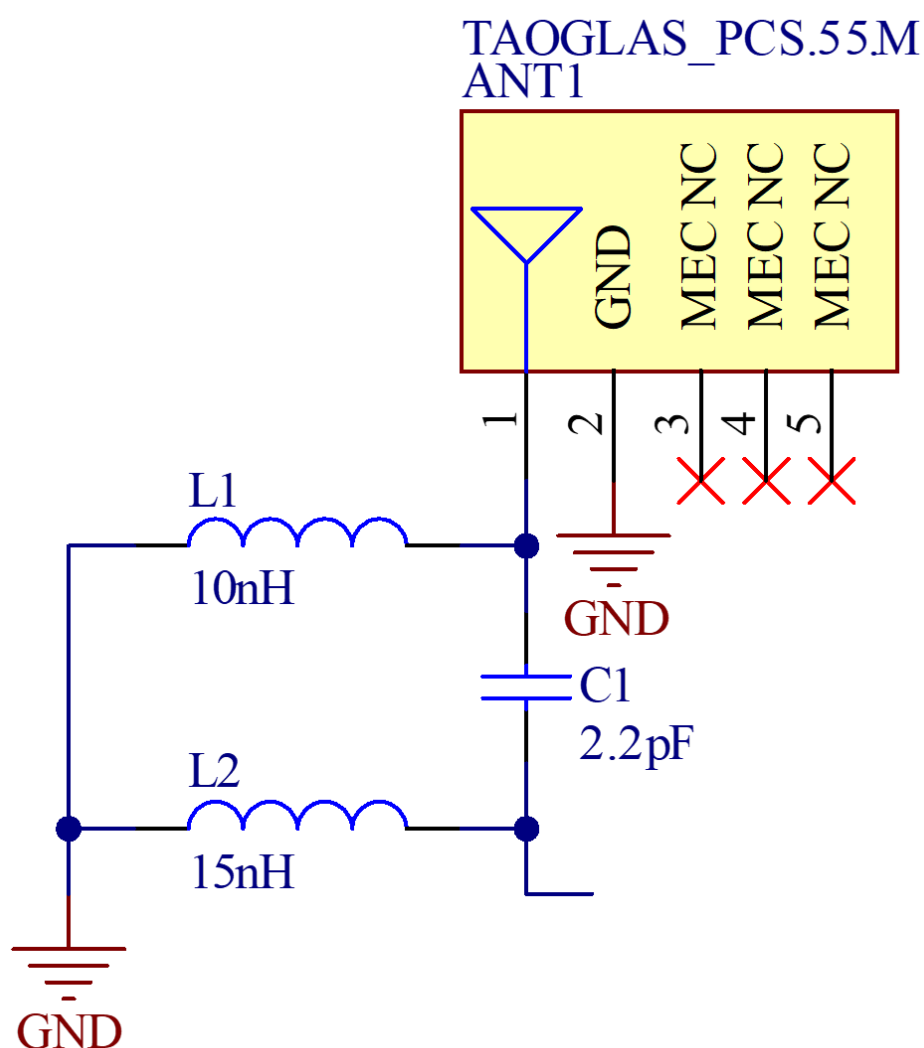 TAOGLAS_PCS.55.M
ANT1
GND
MEC NC
MEC NC
MEC NC
1
2
3
4
5
L1
10nH
GND
C1
2.2pF
L2
15nH
GND